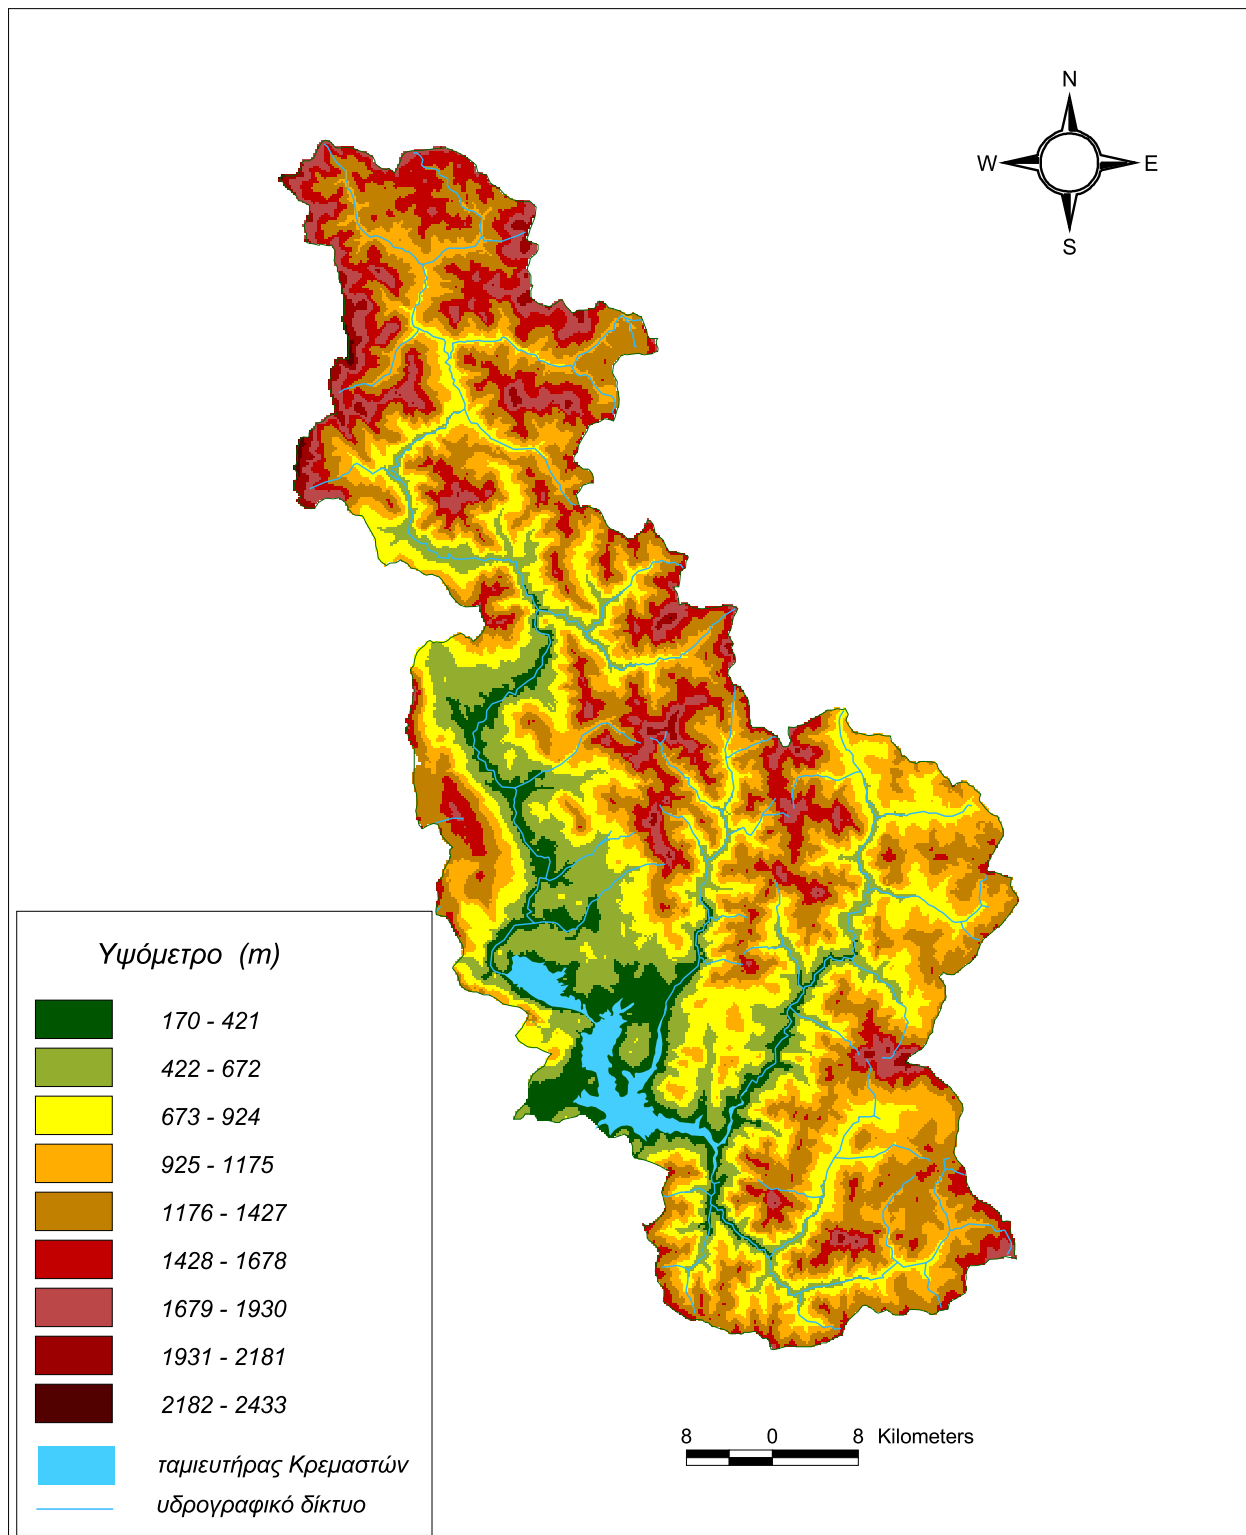 N
W E
S
Υψόμετρο (m)
170 - 421
422 - 672
673 - 924
925 - 1175
1176 - 1427
1428 - 1678
1679 - 1930
1931 - 2181
2182 - 2433
ταμιευτήρας Κρεμαστών
υδρογραφικό δίκτυο
8 0 8 Kilometers